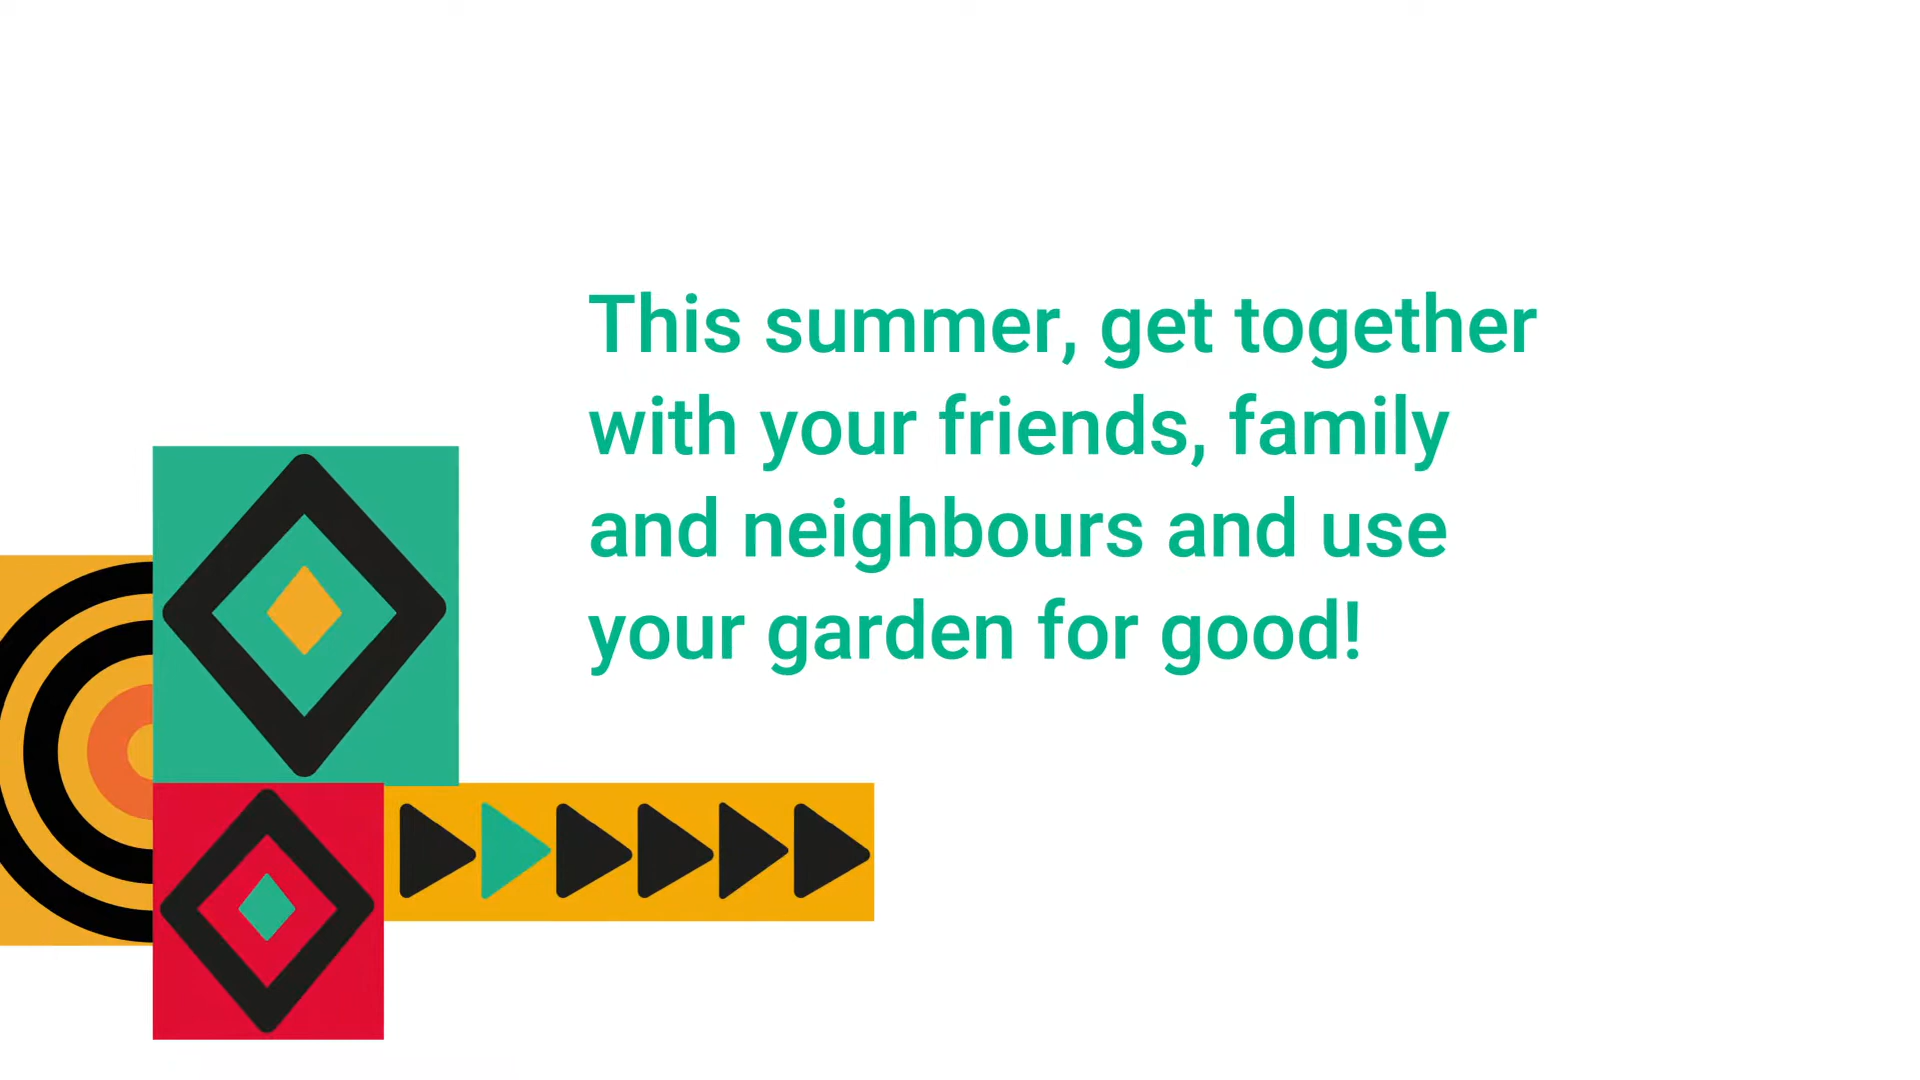 This summer, get together
with your friends, family
and neighbours and use
your garden for good!